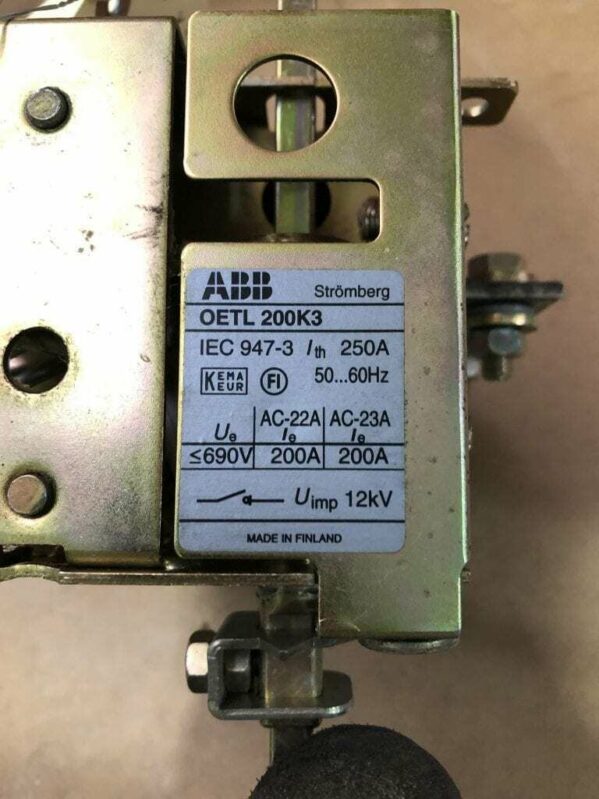 ABB Strömberg
OETL 200K3
IEC 947-3 Ith 250A
KEMA KEUR FI 50...60Hz
Ue AC-22A Ie AC-23A Ie
≤690V 200A 200A
Uimp 12kV
MADE IN FINLAND